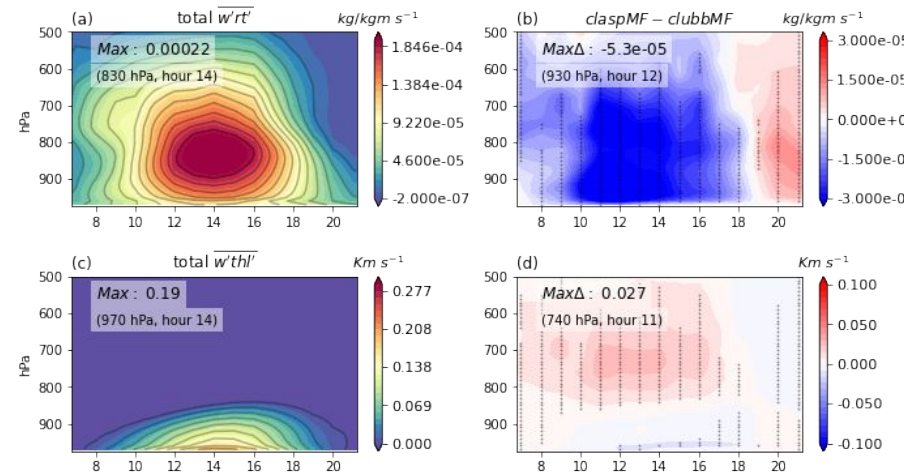 (a) total w'rt' kg/kgm s⁻¹
Max : 0.00022
(830 hPa, hour 14)
500
600
700
800
900
hPa
8 10 12 14 16 18 20
1.846e-04
1.384e-04
9.220e-05
4.600e-05
-2.000e-07
(b) claspMF − clubbMF kg/kgm s⁻¹
MaxΔ : -5.3e-05
(930 hPa, hour 12)
500
600
700
800
900
8 10 12 14 16 18 20
3.000e-05
1.500e-05
0.000e+0
-1.500e-0
-3.000e-0
(c) total w'thl' Km s⁻¹
Max : 0.19
(970 hPa, hour 14)
500
600
700
800
900
hPa
8 10 12 14 16 18 20
0.277
0.208
0.138
0.069
0.000
(d) Km s⁻¹
MaxΔ : 0.027
(740 hPa, hour 11)
500
600
700
800
900
8 10 12 14 16 18 20
0.100
0.050
0.000
-0.050
-0.100